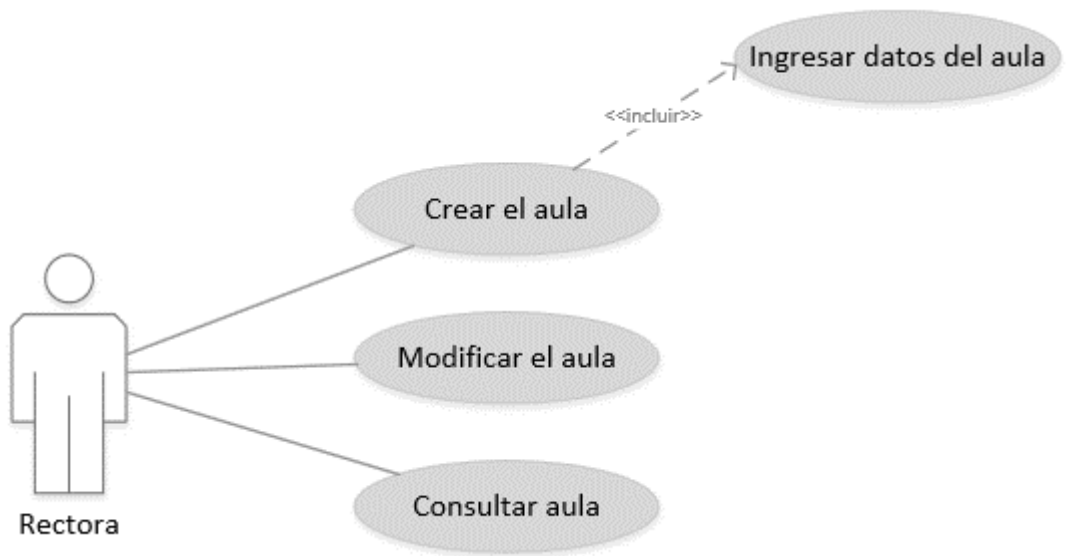 Ingresar datos del aula
<<incluir>>
Crear el aula
Modificar el aula
Consultar aula
Rectora